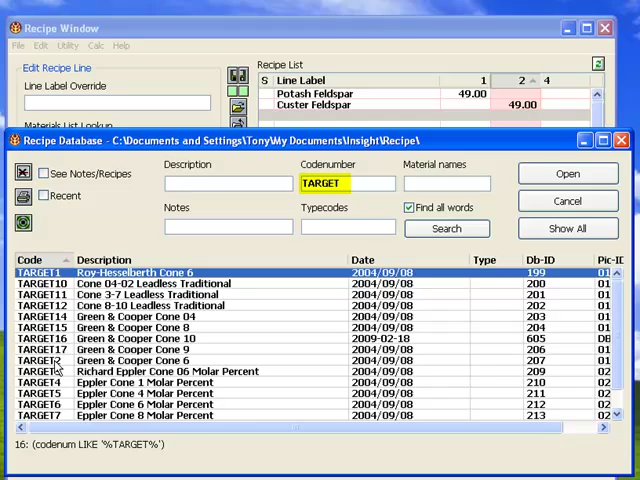 Recipe Window
File Edit Utility Calc Help
Edit Recipe Line
Line Label Override
Materials List Lookup
Recipe List
S Line Label 1 2 4
Potash Feldspar 49.00
Custer Feldspar 49.00
Recipe Database - C:\Documents and Settings\Tony\My Documents\Insight\Recipe\
See Notes/Recipes
Recent
Description
Codenumber
Material names
TARGET
Notes
Typecodes
Find all words
Search
Open
Cancel
Show All
Code Description Date Type Db-ID Pic-ID
TARGET1 Roy-Hesselberth Cone 6 2004/09/08 199 01
TARGET10 Cone 04-02 Leadless Traditional 2004/09/08 200 01
TARGET11 Cone 3-7 Leadless Traditional 2004/09/08 201 01
TARGET12 Cone 8-10 Leadless Traditional 2004/09/08 202 01
TARGET14 Green & Cooper Cone 04 2004/09/08 203 01
TARGET15 Green & Cooper Cone 8 2004/09/08 204 01
TARGET16 Green & Cooper Cone 10 2009-02-18 605 DB
TARGET17 Green & Cooper Cone 9 2004/09/08 206 01
TARGET2 Green & Cooper Cone 6 2004/09/08 207 01
Richard Eppler Cone 06 Molar Percent 2004/09/08 209 02
TARGET4 Eppler Cone 1 Molar Percent 2004/09/08 210 02
TARGET5 Eppler Cone 4 Molar Percent 2004/09/08 211 02
TARGET6 Eppler Cone 6 Molar Percent 2004/09/08 212 02
TARGET7 Eppler Cone 8 Molar Percent 2004/09/08 213 02
16: (codenum LIKE '%TARGET%')